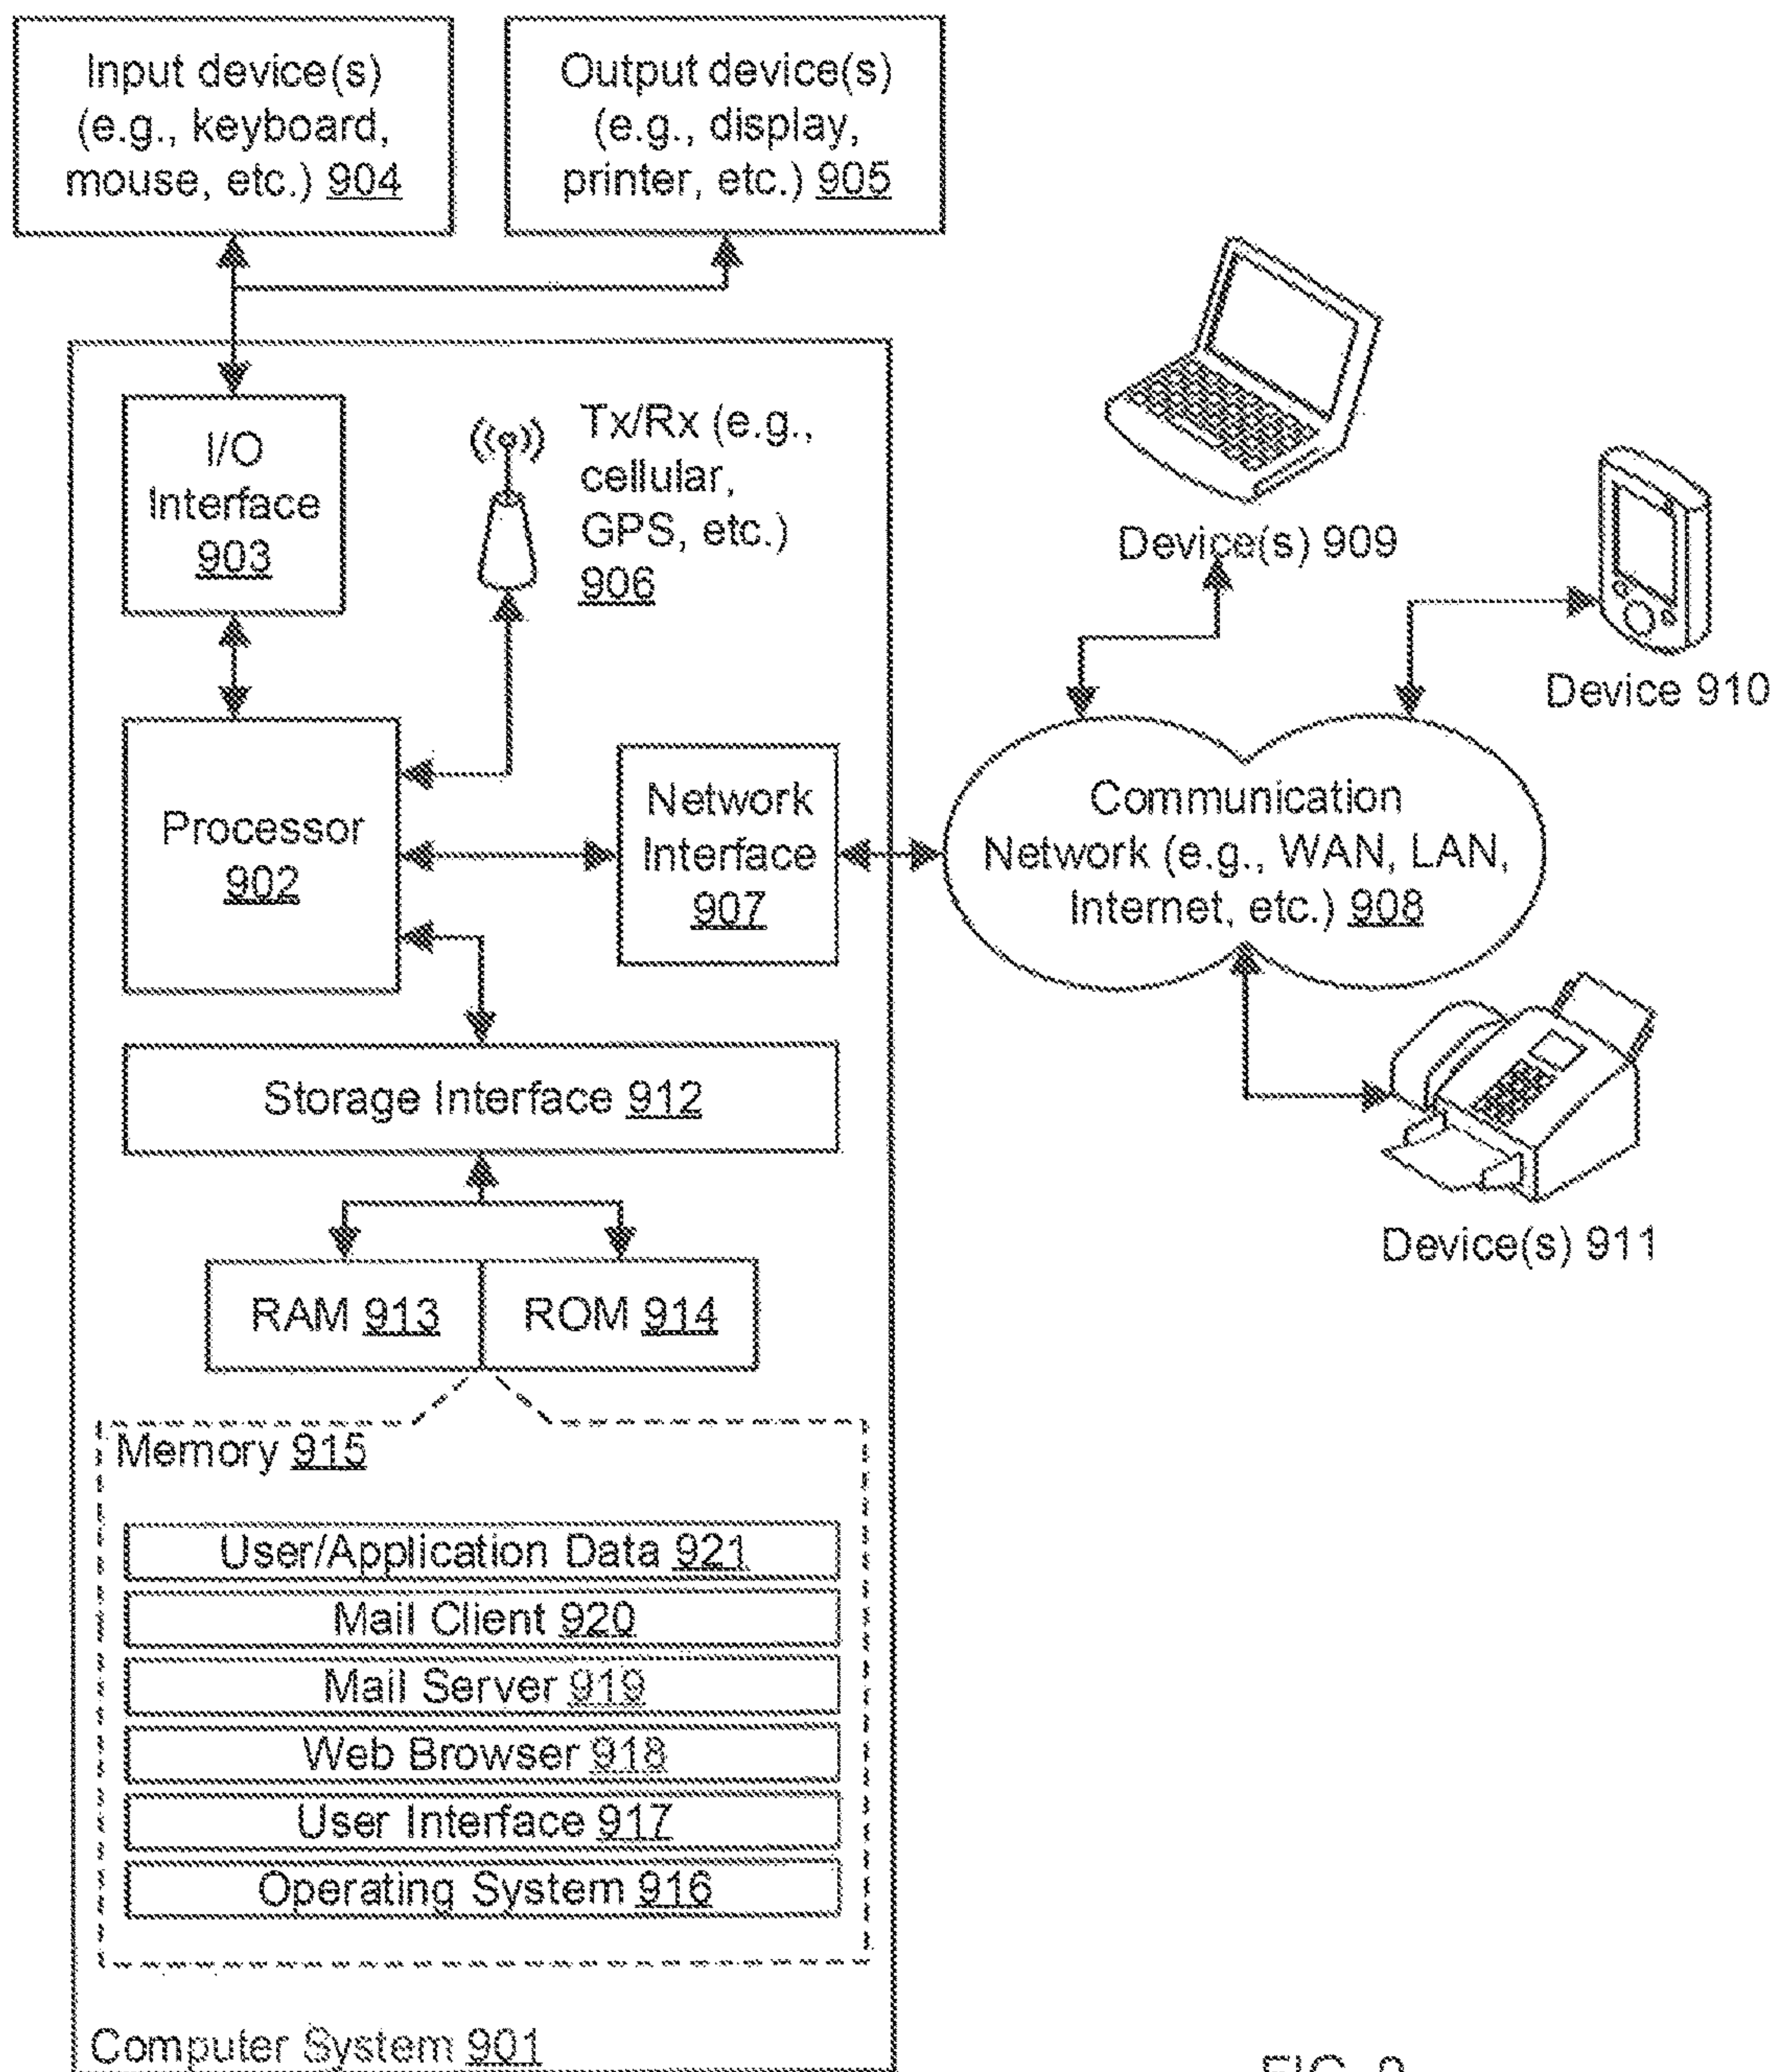 Input device(s)
(e.g., keyboard,
mouse, etc.) 904
Output device(s)
(e.g., display,
printer, etc.) 905
I/O
Interface
903
Tx/Rx (e.g.,
cellular,
GPS, etc.)
906
Device(s) 909
Device 910
Processor
902
Network
Interface
907
Communication
Network (e.g., WAN, LAN,
Internet, etc.) 908
Storage Interface 912
Device(s) 911
RAM 913
ROM 914
Memory 915
User/Application Data 921
Mail Client 920
Mail Server 919
Web Browser 918
User Interface 917
Operating System 916
Computer System 901
FIG.